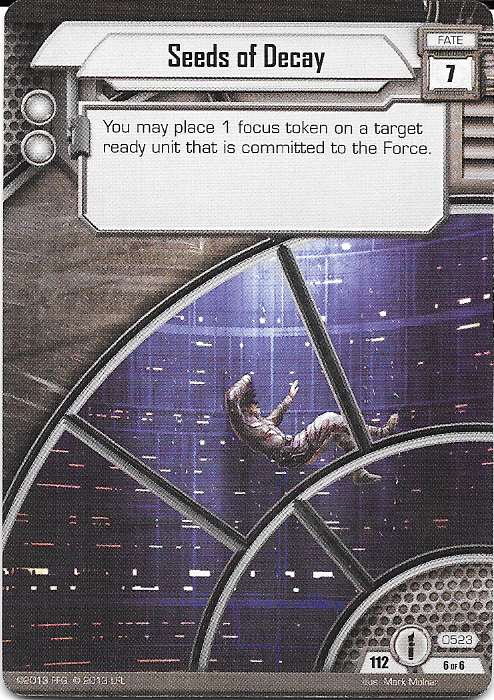 Seeds of Decay
FATE
7
You may place 1 focus token on a target
ready unit that is committed to the Force.
0523
112
6 OF 6
©2013 FFG © 2013 LFL
Illus. Mark Molnar